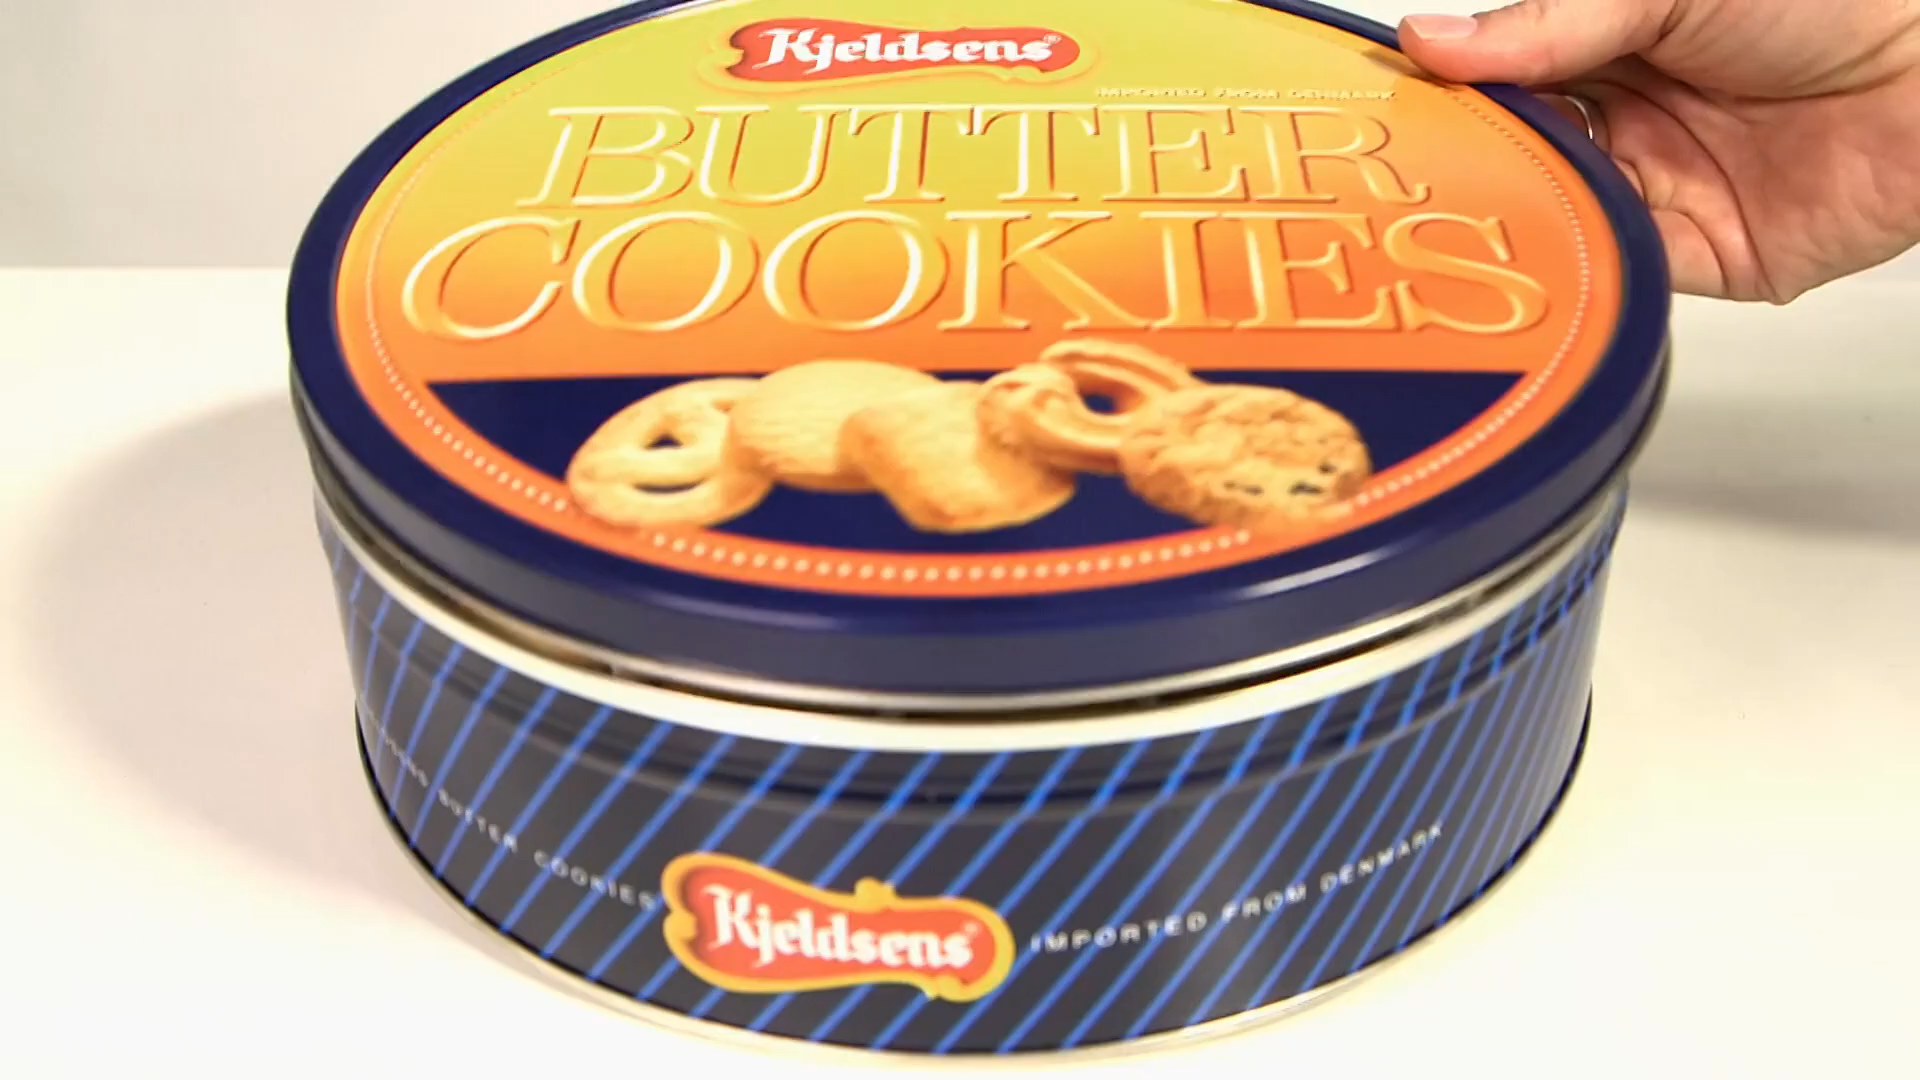 Kjeldsens®
IMPORTED FROM DENMARK
BUTTER
COOKIES
BUTTER COOKIES Kjeldsens® IMPORTED FROM DENMARK